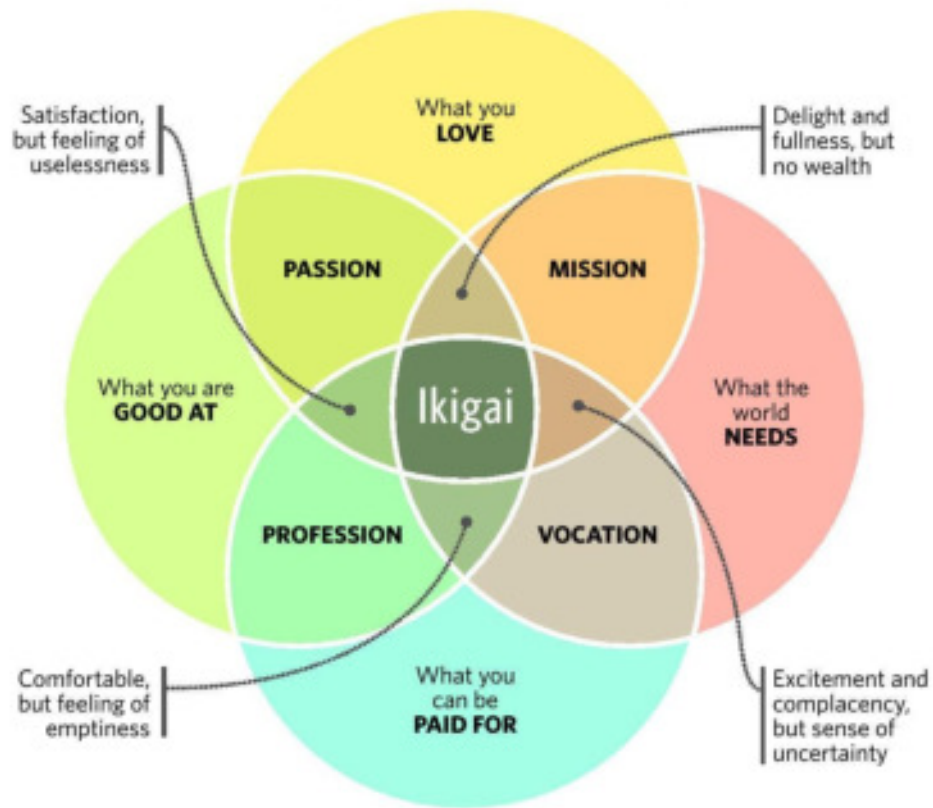 What you
LOVE
Satisfaction,
but feeling of
uselessness
Delight and
fullness, but
no wealth
PASSION
MISSION
What you are
GOOD AT
Ikigai
What the
world
NEEDS
PROFESSION
VOCATION
Comfortable,
but feeling of
emptiness
What you
can be
PAID FOR
Excitement and
complacency,
but sense of
uncertainty